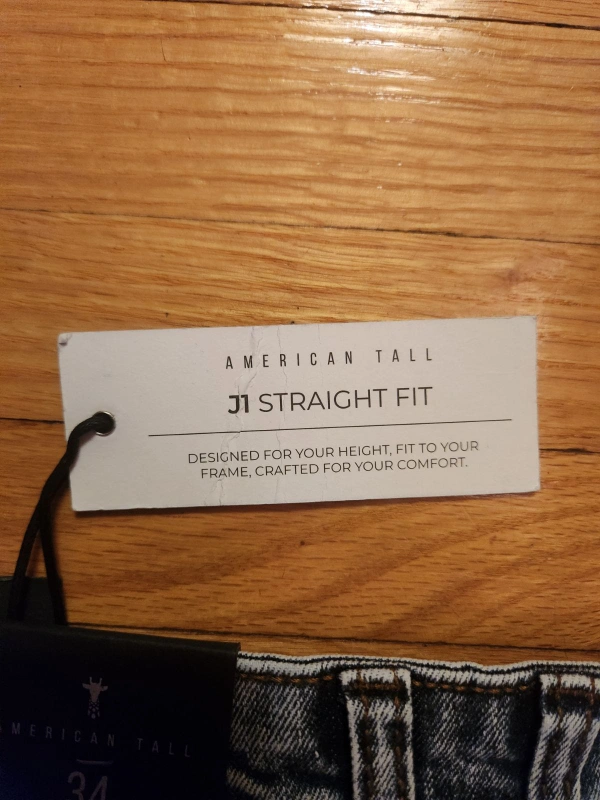 AMERICAN TALL
J1 STRAIGHT FIT
DESIGNED FOR YOUR HEIGHT, FIT TO YOUR
FRAME, CRAFTED FOR YOUR COMFORT.
AMERICAN TALL
34